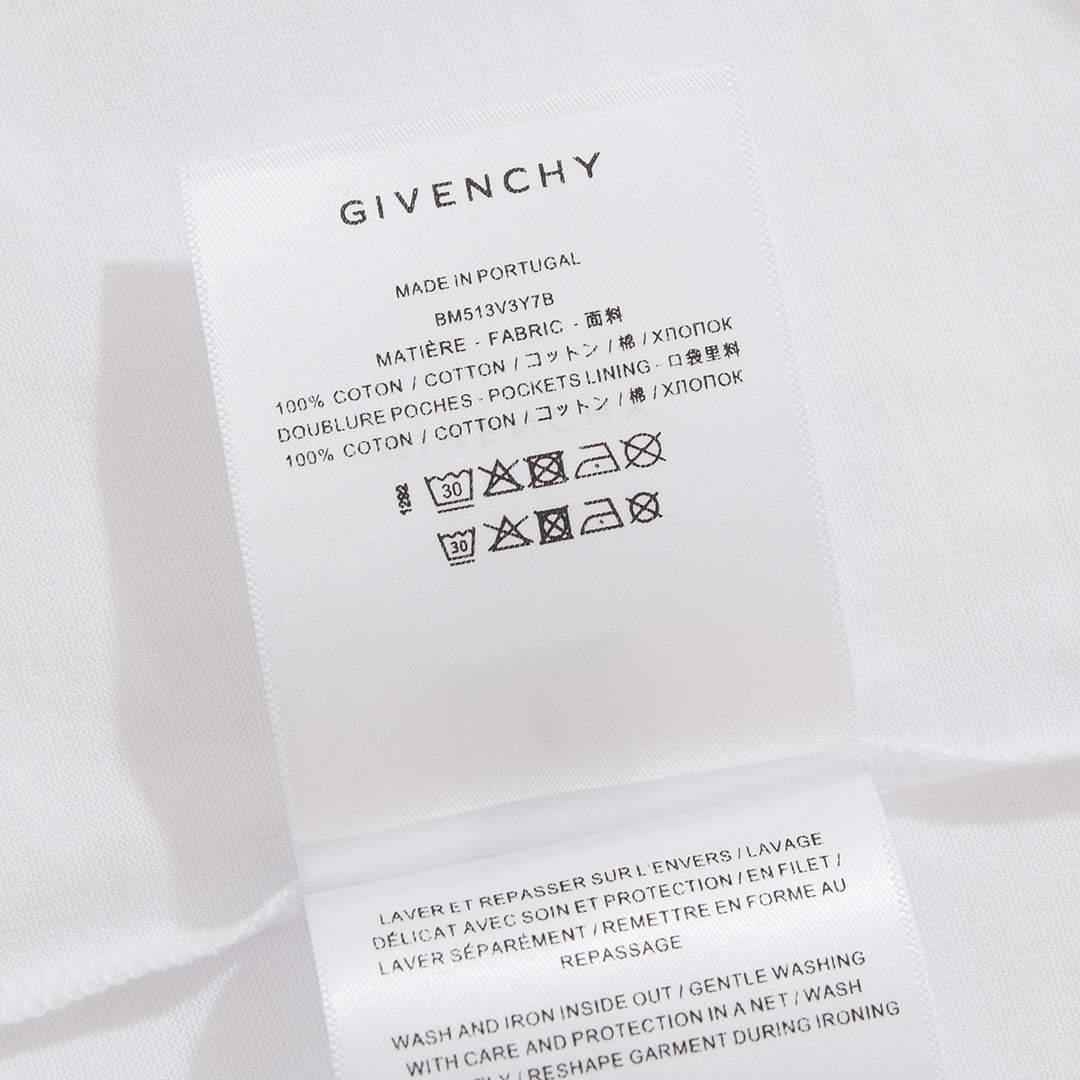 GIVENCHY
MADE IN PORTUGAL
BM513V3Y7B
MATIÈRE - FABRIC - 面料
100% COTON / COTTON / コットン / 棉 / ХЛОПОК
DOUBLURE POCHES - POCKETS LINING - 口袋里料
100% COTON / COTTON / コットン / 棉 / ХЛОПОК
1282
30
30
LAVER ET REPASSER SUR L'ENVERS / LAVAGE
DÉLICAT AVEC SOIN ET PROTECTION / EN FILET /
LAVER SÉPARÉMENT / REMETTRE EN FORME AU
REPASSAGE
WASH AND IRON INSIDE OUT / GENTLE WASHING
WITH CARE AND PROTECTION IN A NET / WASH
/ RESHAPE GARMENT DURING IRONING